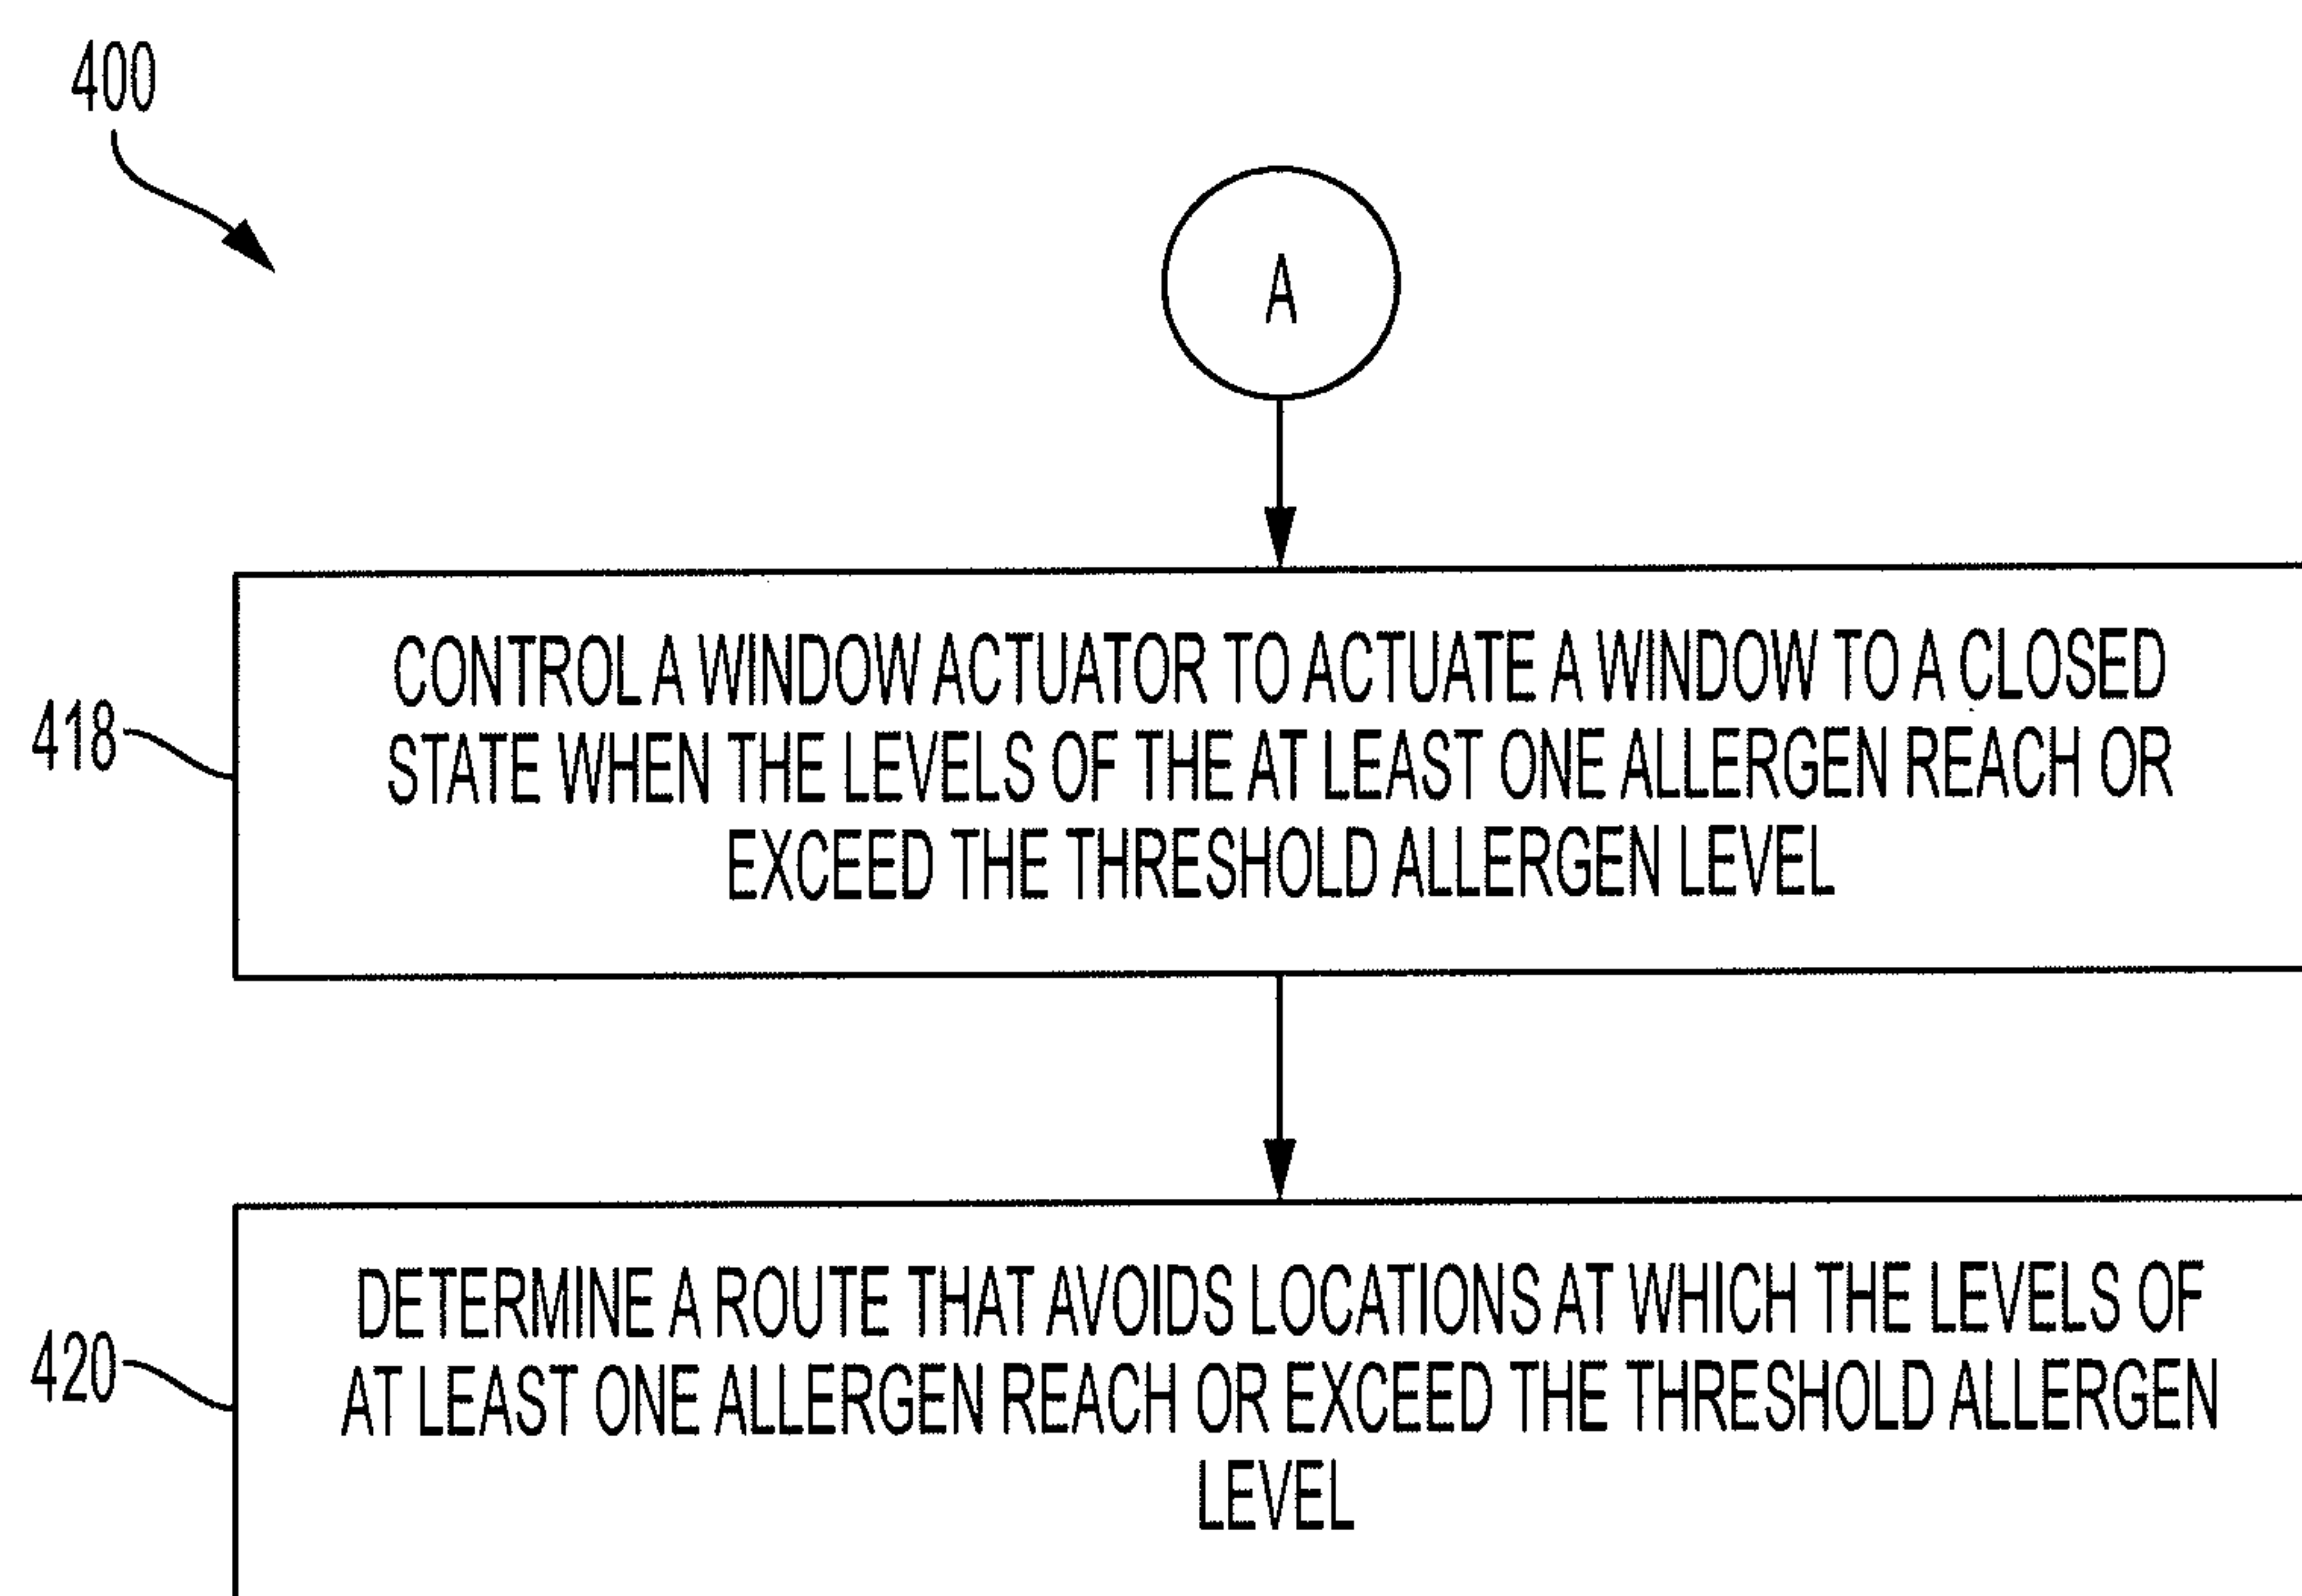 400
A
418
CONTROL A WINDOW ACTUATOR TO ACTUATE A WINDOW TO A CLOSED
STATE WHEN THE LEVELS OF THE AT LEAST ONE ALLERGEN REACH OR
EXCEED THE THRESHOLD ALLERGEN LEVEL
420
DETERMINE A ROUTE THAT AVOIDS LOCATIONS AT WHICH THE LEVELS OF
AT LEAST ONE ALLERGEN REACH OR EXCEED THE THRESHOLD ALLERGEN
LEVEL